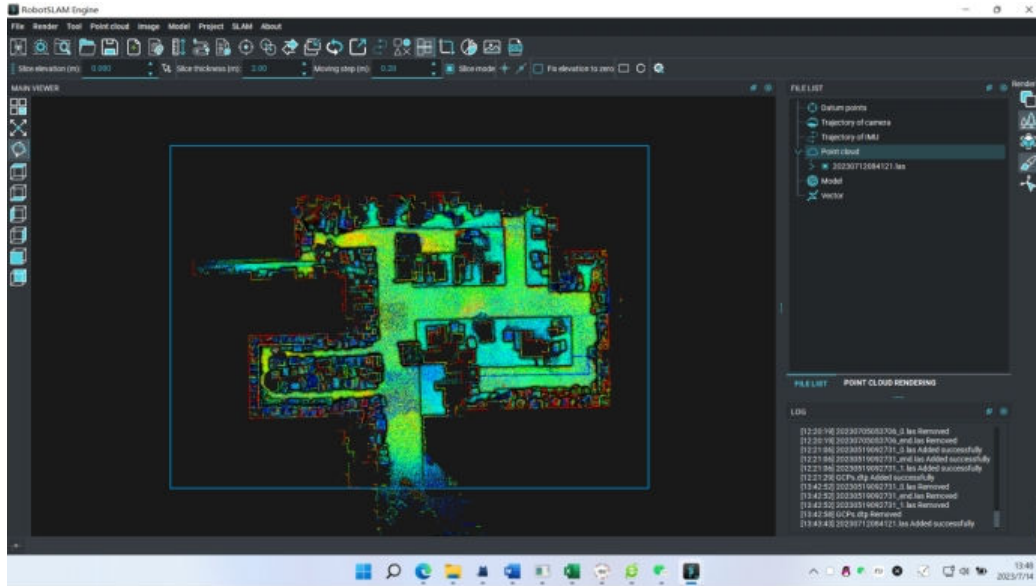 RobotSLAM Engine
File Render Tool Point cloud Image Model Project SLAM About
Slice elevation (m): 0.000 Slice thickness (m): 2.00 Moving step (m): 0.20 Slice mode Fix elevation to zero
MAIN VIEWER
FILE LIST
Render
Datum points
Trajectory of camera
Trajectory of IMU
Point cloud
20230712084121.las
Model
Vector
FILE LIST POINT CLOUD RENDERING
LOG
[12:20:19] 20230705053706_0.las Removed
[12:20:19] 20230705053706_end.las Removed
[12:21:06] 20230519092731_0.las Added successfully
[12:21:06] 20230519092731_end.las Added successfully
[12:21:06] 20230519092731_1.las Added successfully
[12:21:29] GCPs.dtp Added successfully
[13:42:52] 20230519092731_0.las Removed
[13:42:52] 20230519092731_end.las Removed
[13:42:52] 20230519092731_1.las Removed
[13:42:58] GCPs.dtp Removed
[13:43:43] 20230712084121.las Added successfully
13:48
2023/7/18